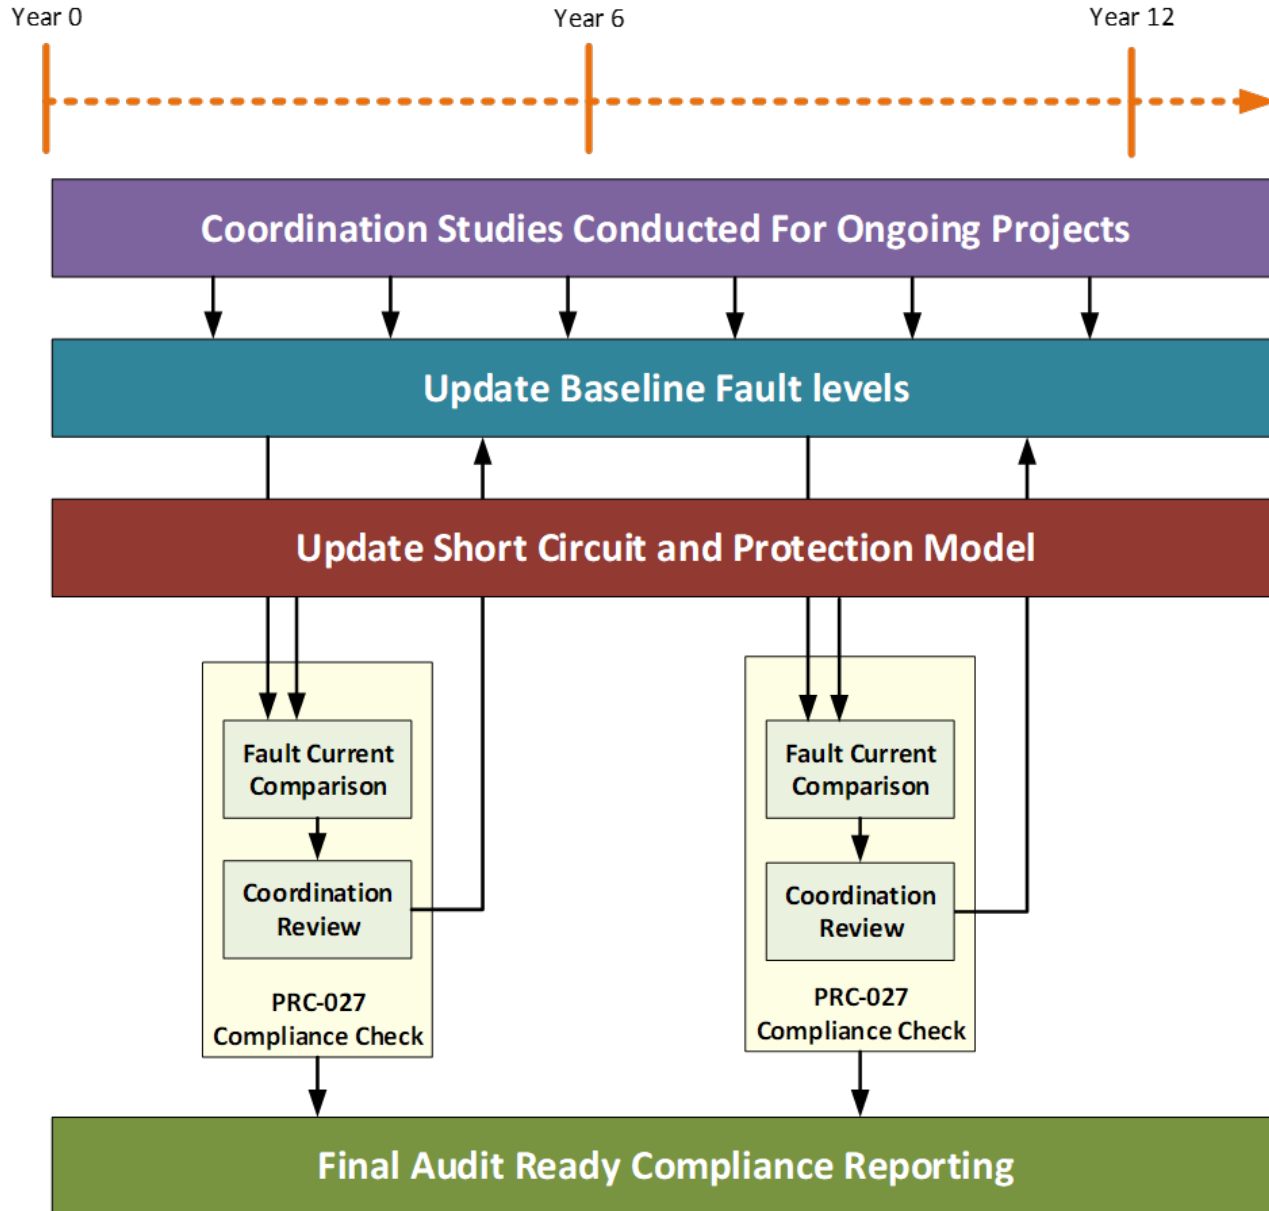 Year 0
Year 6
Year 12
Coordination Studies Conducted For Ongoing Projects
Update Baseline Fault levels
Update Short Circuit and Protection Model
Fault Current
Comparison
Coordination
Review
PRC-027
Compliance Check
Fault Current
Comparison
Coordination
Review
PRC-027
Compliance Check
Final Audit Ready Compliance Reporting